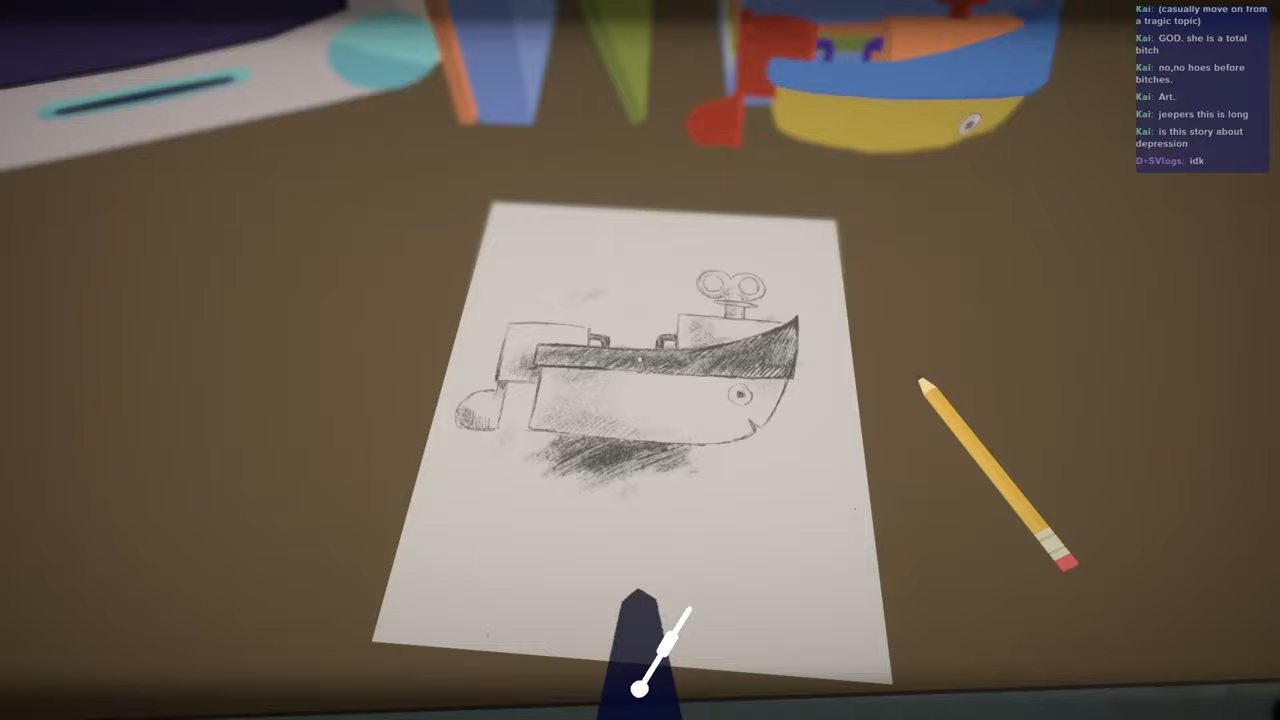 Kai: (casually move on from
a tragic topic)
Kai: GOD. she is a total
bitch
Kai: no,no hoes before
bitches.
Kai: Art.
Kai: jeepers this is long
Kai: is this story about
depression
D+SVlogs: idk